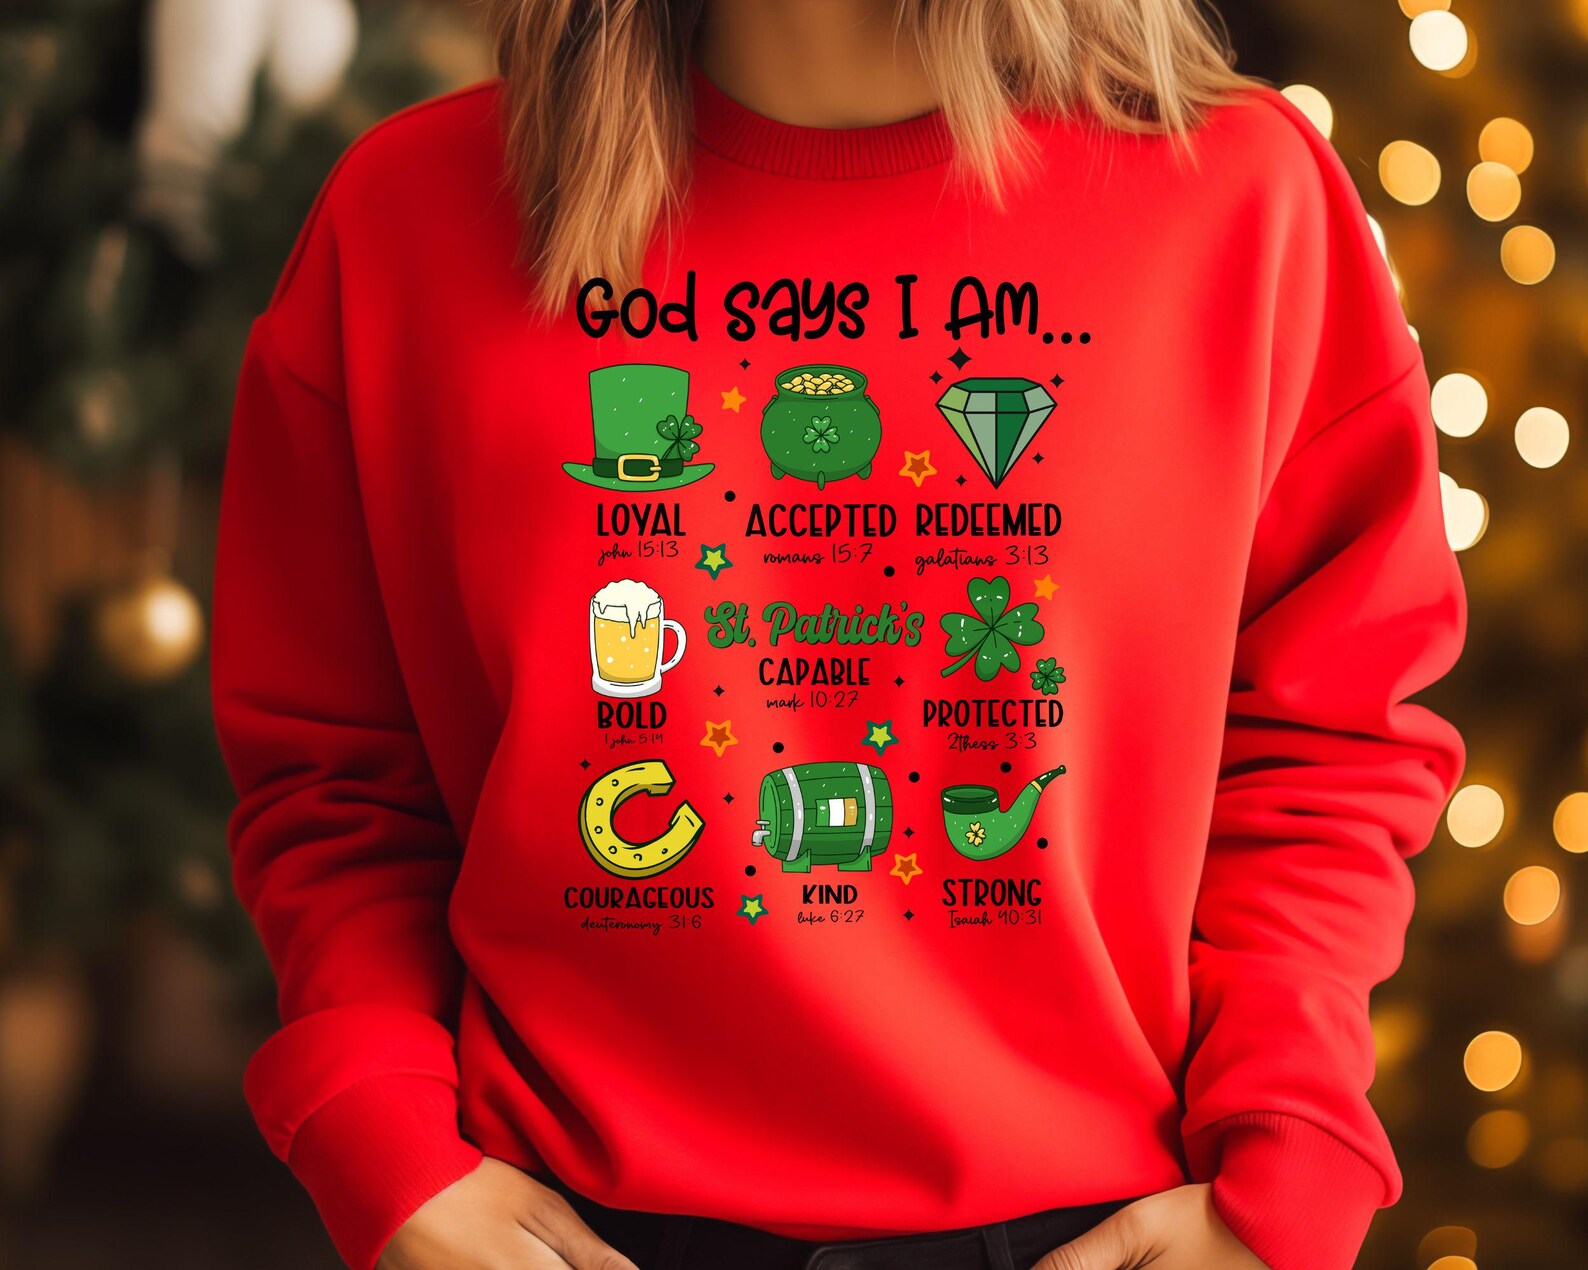 God says I Am...
LOYAL ACCEPTED REDEEMED
john 15:13 romans 15:7 galatians 3:13
St. Patrick's
CAPABLE
mark 10:27
BOLD PROTECTED
1 john 5:14 2thess 3:3
COURAGEOUS KIND STRONG
deuteronomy 31:6 luke 6:27 Isaiah 40:31